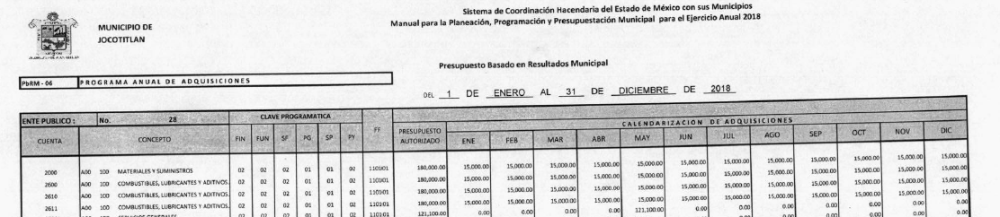 Sistema de Coordinación Hacendaria del Estado de México con sus Municipios
Manual para la Planeación, Programación y Presupuestación Municipal para el Ejercicio Anual 2018
MUNICIPIO DE
JOCOTITLAN
Presupuesto Basado en Resultados Municipal
PbRM - 06 PROGRAMA ANUAL DE ADQUISICIONES
DEL 1 DE ENERO AL 31 DE DICIEMBRE DE 2018
ENTE PUBLICO : No. 28 CLAVE PROGRAMATICA FF PRESUPUESTO AUTORIZADO CALENDARIZACION DE ADQUISICIONES
CUENTA CONCEPTO FIN FUN SF PG SP PY ENE FEB MAR ABR MAY JUN JUL AGO SEP OCT NOV DIC
2000 A00 100 MATERIALES Y SUMINISTROS 02 02 02 01 01 02 110101 180,000.00 15,000.00 15,000.00 15,000.00 15,000.00 15,000.00 15,000.00 15,000.00 15,000.00 15,000.00 15,000.00 15,000.00 15,000.00
2600 A00 100 COMBUSTIBLES, LUBRICANTES Y ADITIVOS. 02 02 02 01 01 02 110101 180,000.00 15,000.00 15,000.00 15,000.00 15,000.00 15,000.00 15,000.00 15,000.00 15,000.00 15,000.00 15,000.00 15,000.00 15,000.00
2610 A00 100 COMBUSTIBLES, LUBRICANTES Y ADITIVOS. 02 02 02 01 01 02 110101 180,000.00 15,000.00 15,000.00 15,000.00 15,000.00 15,000.00 15,000.00 15,000.00 15,000.00 15,000.00 15,000.00 15,000.00 15,000.00
2611 A00 100 COMBUSTIBLES, LUBRICANTES Y ADITIVOS. 02 02 02 01 01 02 110101 180,000.00 15,000.00 15,000.00 15,000.00 15,000.00 15,000.00 15,000.00 15,000.00 15,000.00 15,000.00 15,000.00 15,000.00 15,000.00
SERVICIOS GENERALES 02 02 02 01 01 02 110101 121,100.00 0.00 0.00 0.00 0.00 121,100.00 0.00 0.00 0.00 0.00 0.00 0.00 0.00